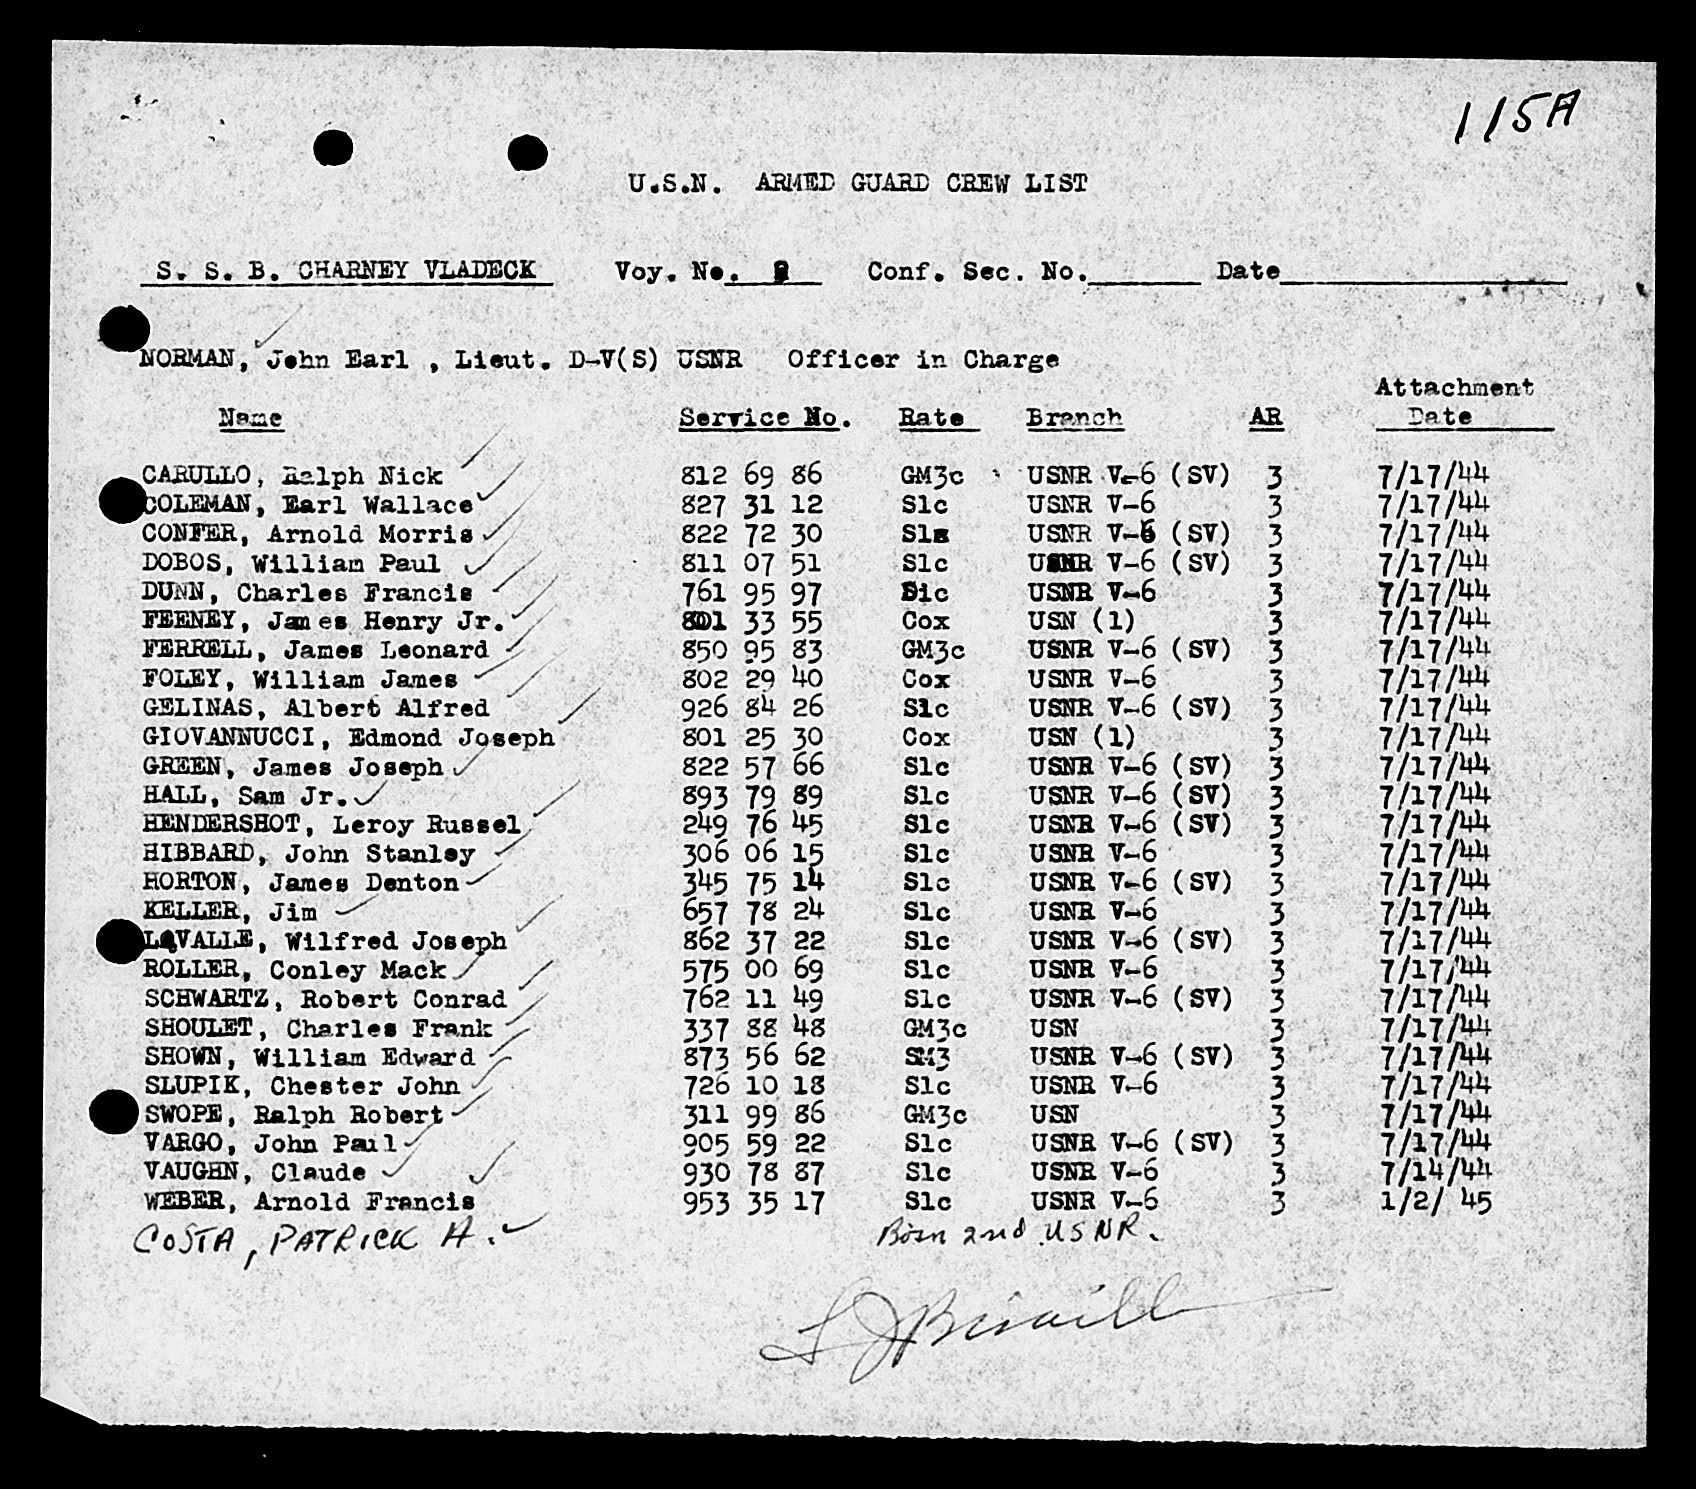 115A
U.S.N. ARMED GUARD CREW LIST
S. S. B. CHARNEY VLADECK Voy. No. Conf. Sec. No. Date
NORMAN, John Earl , Lieut. D-V(S) USNR Officer in Charge
Attachment
Name Service No. Rate Branch AR Date
CARULLO, Ralph Nick 812 69 86 GM3c USNR V-6 (SV) 3 7/17/44
COLEMAN, Earl Wallace 827 31 12 S1c USNR V-6 3 7/17/44
CONFER, Arnold Morris 822 72 30 S1s USNR V-6 (SV) 3 7/17/44
DOBOS, William Paul 811 07 51 S1c USNR V-6 (SV) 3 7/17/44
DUNN, Charles Francis 761 95 97 S1c USNR V-6 3 7/17/44
FEENEY, James Henry Jr. 801 33 55 Cox USN (1) 3 7/17/44
FERRELL, James Leonard 850 95 83 GM3c USNR V-6 (SV) 3 7/17/44
FOLEY, William James 802 29 40 Cox USNR V-6 3 7/17/44
GELINAS, Albert Alfred 926 84 26 S1c USNR V-6 (SV) 3 7/17/44
GIOVANNUCCI, Edmond Joseph 801 25 30 Cox USN (1) 3 7/17/44
GREEN, James Joseph 822 57 66 S1c USNR V-6 (SV) 3 7/17/44
HALL, Sam Jr. 893 79 89 S1c USNR V-6 (SV) 3 7/17/44
HENDERSHOT, Leroy Russel 249 76 45 S1c USNR V-6 (SV) 3 7/17/44
HIBBARD, John Stanley 306 06 15 S1c USNR V-6 3 7/17/44
HORTON, James Denton 345 75 14 S1c USNR V-6 (SV) 3 7/17/44
KELLER, Jim 657 78 24 S1c USNR V-6 3 7/17/44
LAVALLE, Wilfred Joseph 862 37 22 S1c USNR V-6 (SV) 3 7/17/44
ROLLER, Conley Mack 575 00 69 S1c USNR V-6 3 7/17/44
SCHWARTZ, Robert Conrad 762 11 49 S1c USNR V-6 (SV) 3 7/17/44
SHOULET, Charles Frank 337 88 48 GM3c USN 3 7/17/44
SHOWN, William Edward 873 56 62 SM3 USNR V-6 (SV) 3 7/17/44
SLUPIK, Chester John 726 10 18 S1c USNR V-6 3 7/17/44
SWOPE, Ralph Robert 311 99 86 GM3c USN 3 7/17/44
VARGO, John Paul 905 59 22 S1c USNR V-6 (SV) 3 7/17/44
VAUGHN, Claude 930 78 87 S1c USNR V-6 3 7/14/44
WEBER, Arnold Francis 953 35 17 S1c USNR V-6 3 1/2/ 45
COSTA, PATRICK A. 2nd USNR.